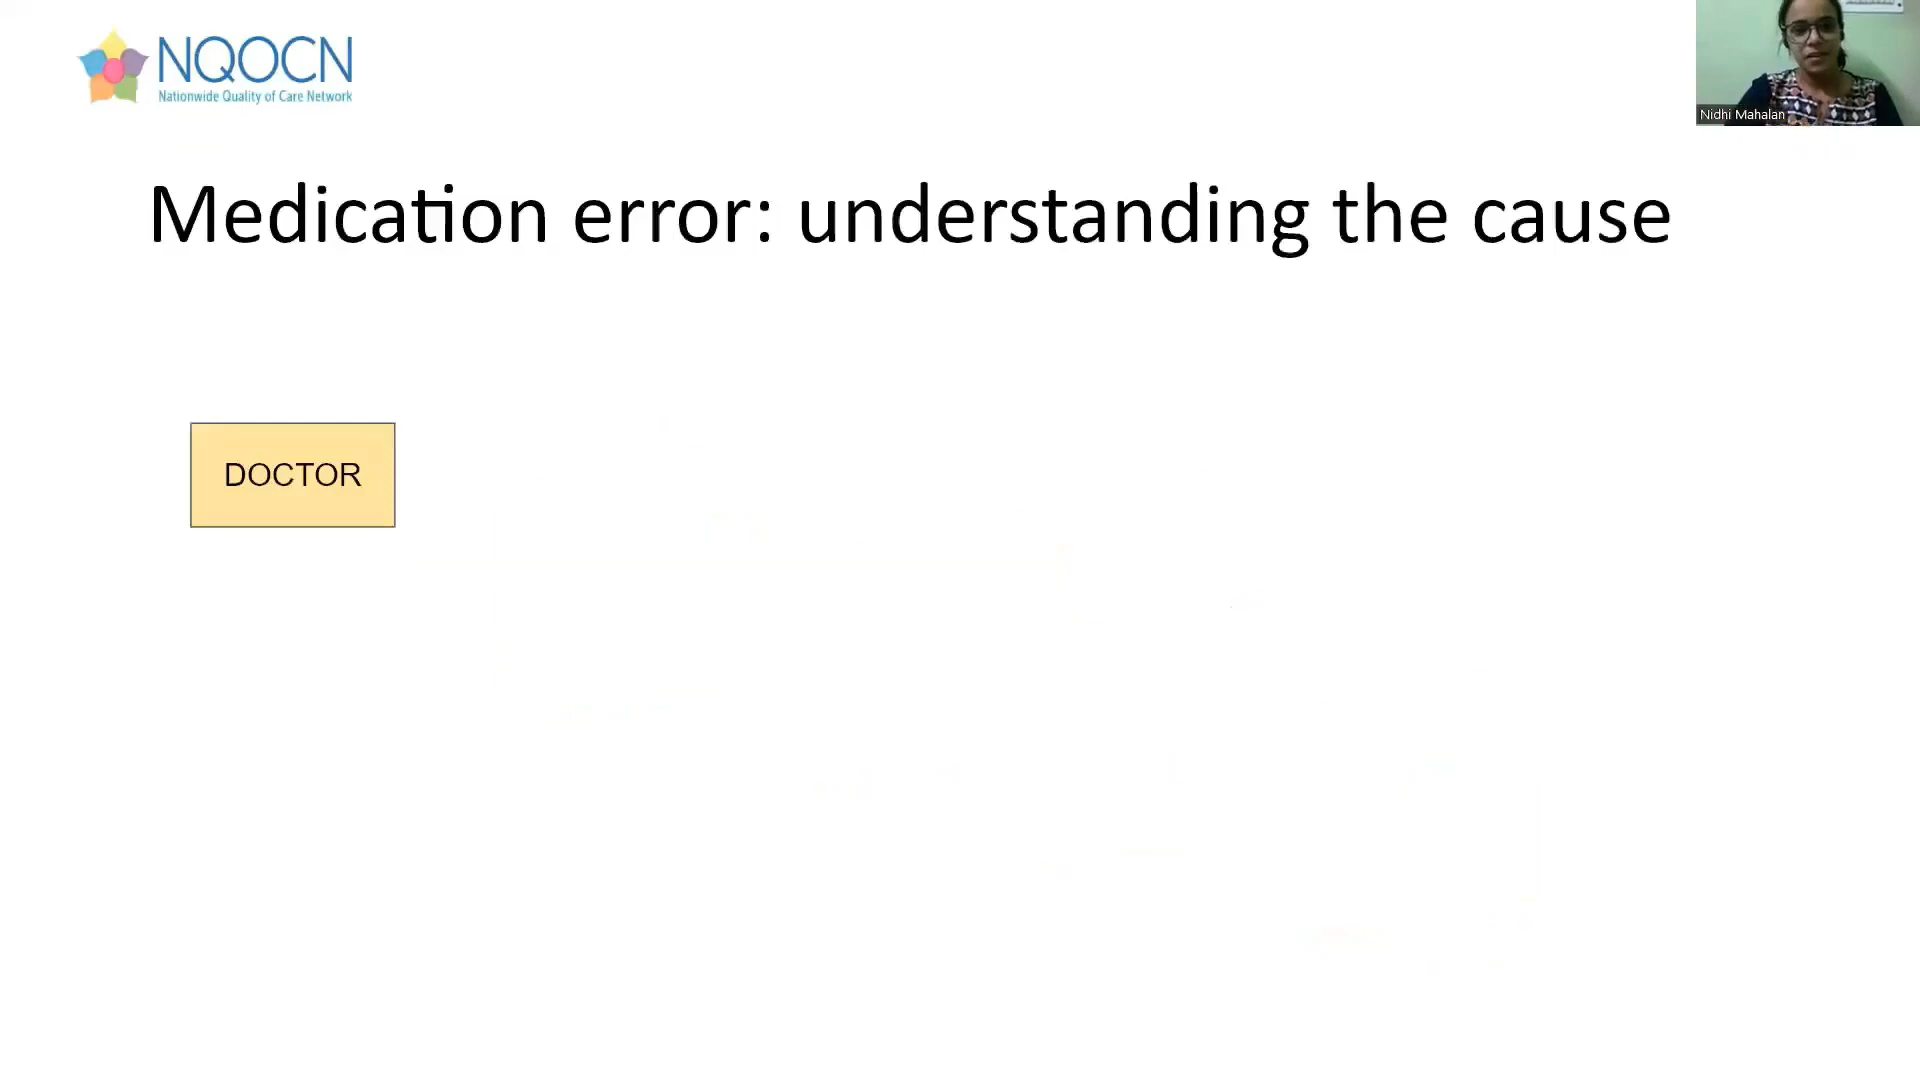 NQOCN
Nationwide Quality of Care Network
Nidhi Mahalan
Medication error: understanding the cause
DOCTOR